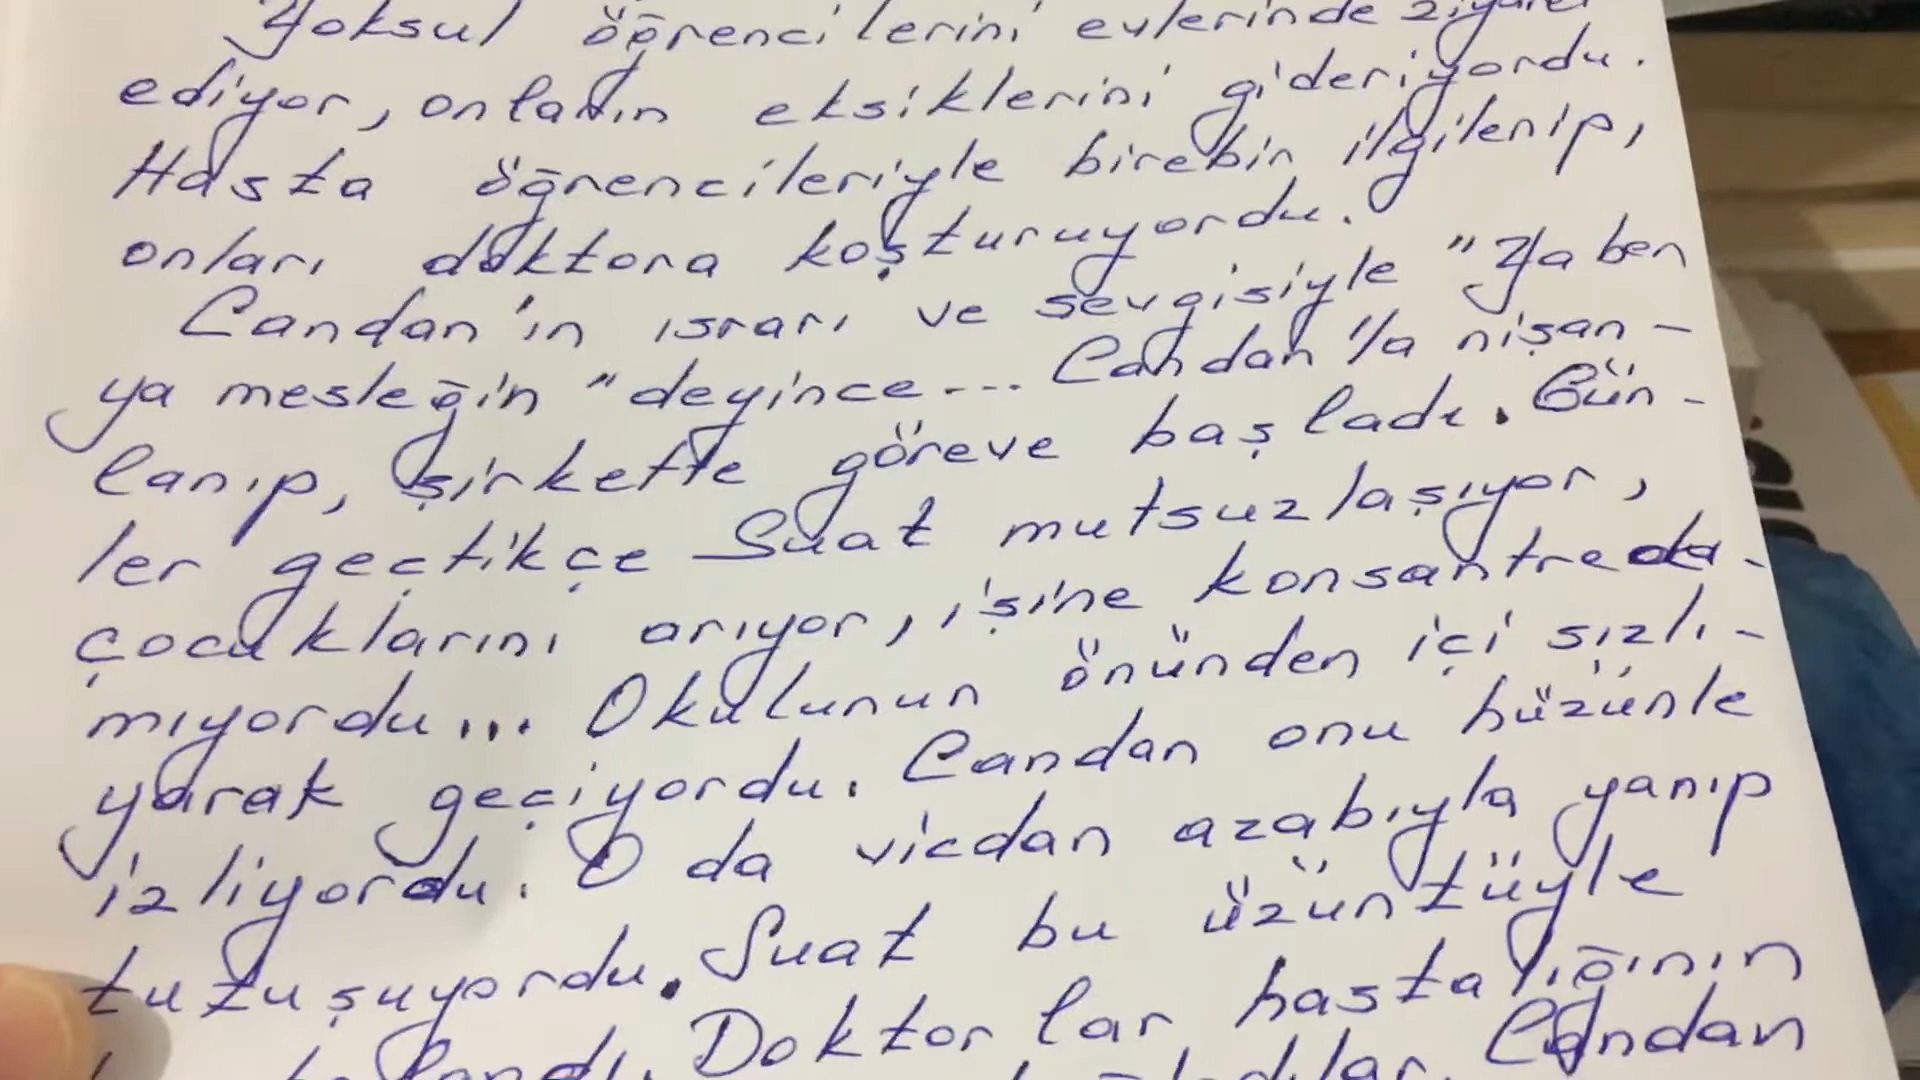 Yoksul öğrencilerini evlerinde ziyaret
ediyor, onların eksiklerini gideriyordu.
Hasta öğrencileriyle birebir ilgilenip,
onları doktora koşturuyordu.
Candan'ın ısrarı ve sevgisiyle "Ya ben
ya mesleğin" deyince... Candan'la nişan-
lanıp, şirkette göreve başladı. Gün-
ler geçtikçe Suat mutsuzlaşıyor,
çocuklarını arıyor, işine konsantre ola-
mıyordu... Okulunun önünden içi sızlı-
yarak geçiyordu. Candan onu hüzünle
izliyordu. O da vicdan azabıyla yanıp
tutuşuyordu. Suat bu üzüntüyle
Doktorlar hastalığının
Candan